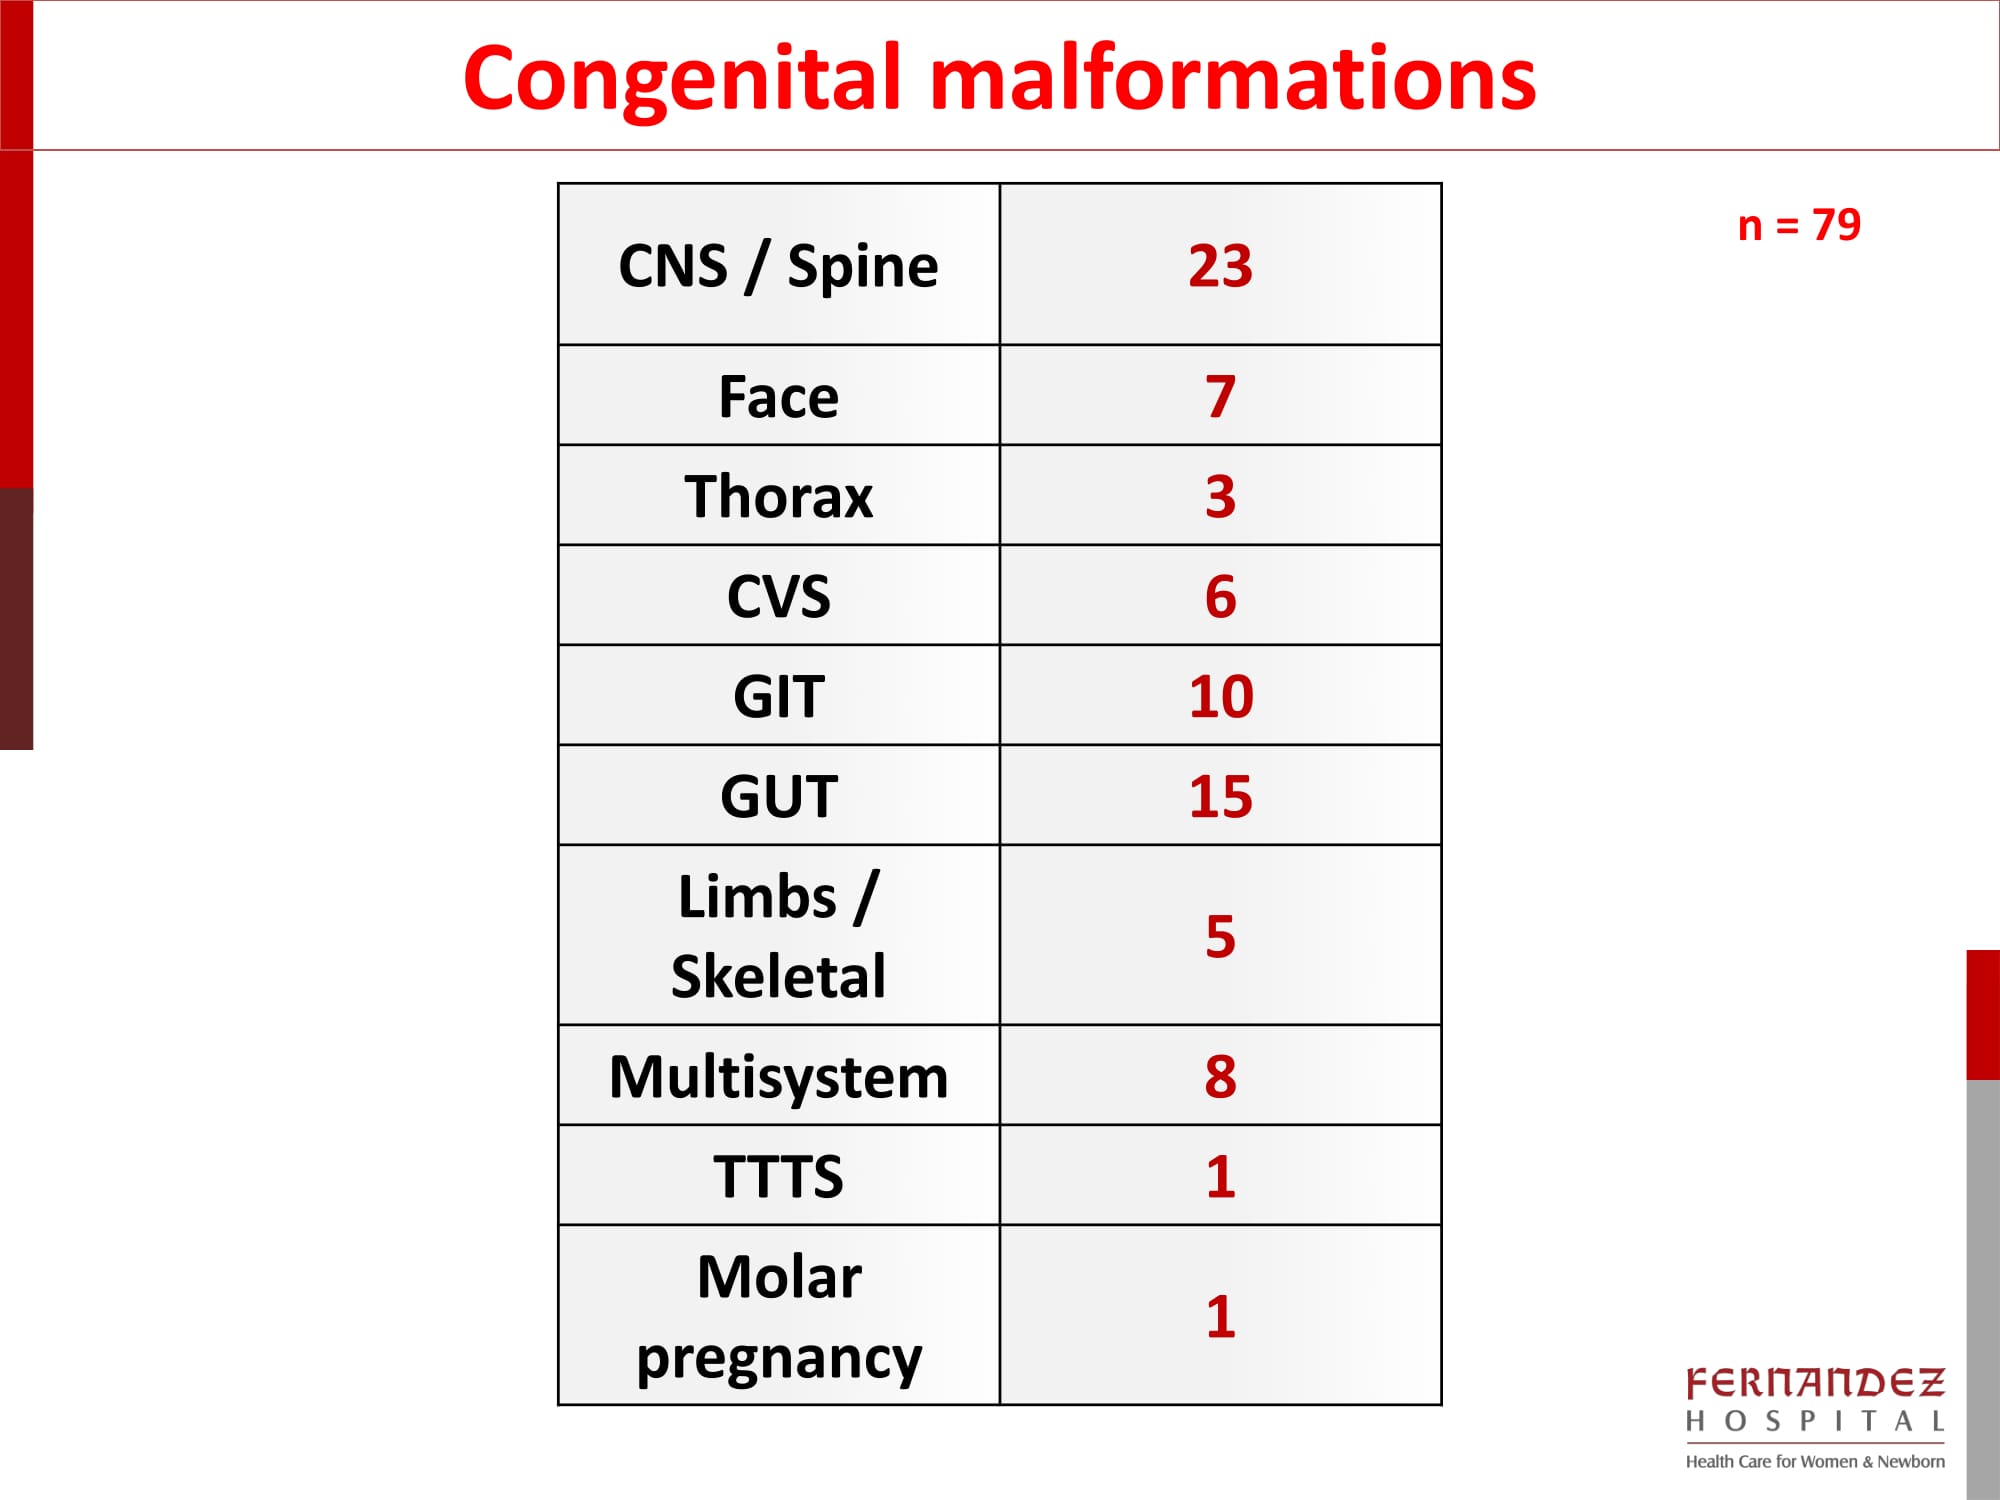 Congenital malformations
n = 79
CNS / Spine 23
Face 7
Thorax 3
CVS 6
GIT 10
GUT 15
Limbs /
Skeletal
5
Multisystem 8
TTTS 1
Molar
pregnancy
1
FERNANDEZ
HOSPITAL
Health Care for Women & Newborn